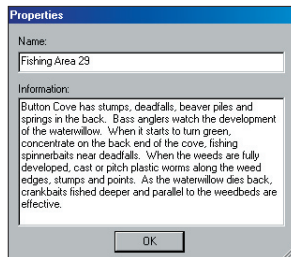 Properties
Name:
Fishing Area 29
Information:
Button Cove has stumps, deadfalls, beaver piles and
springs in the back.  Bass anglers watch the development
of the waterwillow.  When it starts to turn green,
concentrate on the back end of the cove, fishing
spinnerbaits near deadfalls.  When the weeds are fully
developed, cast or pitch plastic worms along the weed
edges, stumps and points.  As the waterwillow dies back,
crankbaits fished deeper and parallel to the weedbeds are
effective.
OK